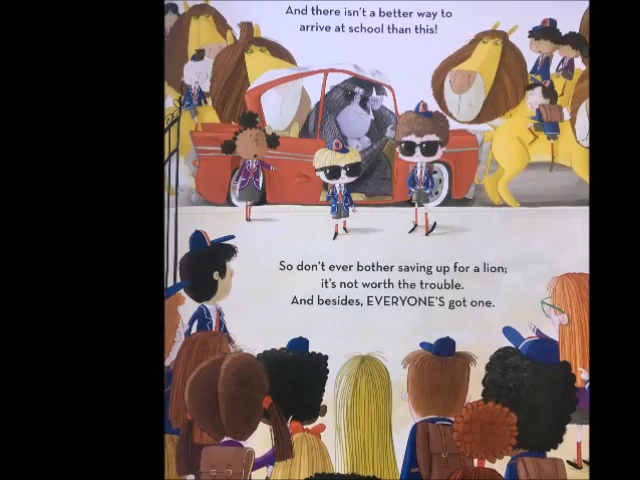 And there isn't a better way to
arrive at school than this!
So don't ever bother saving up for a lion;
it's not worth the trouble.
And besides, EVERYONE'S got one.